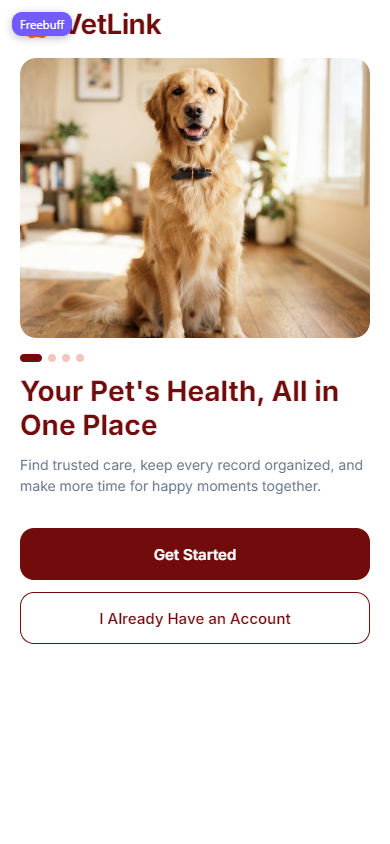 Freebuff
VetLink
Your Pet's Health, All in
One Place
Find trusted care, keep every record organized, and
make more time for happy moments together.
Get Started
I Already Have an Account